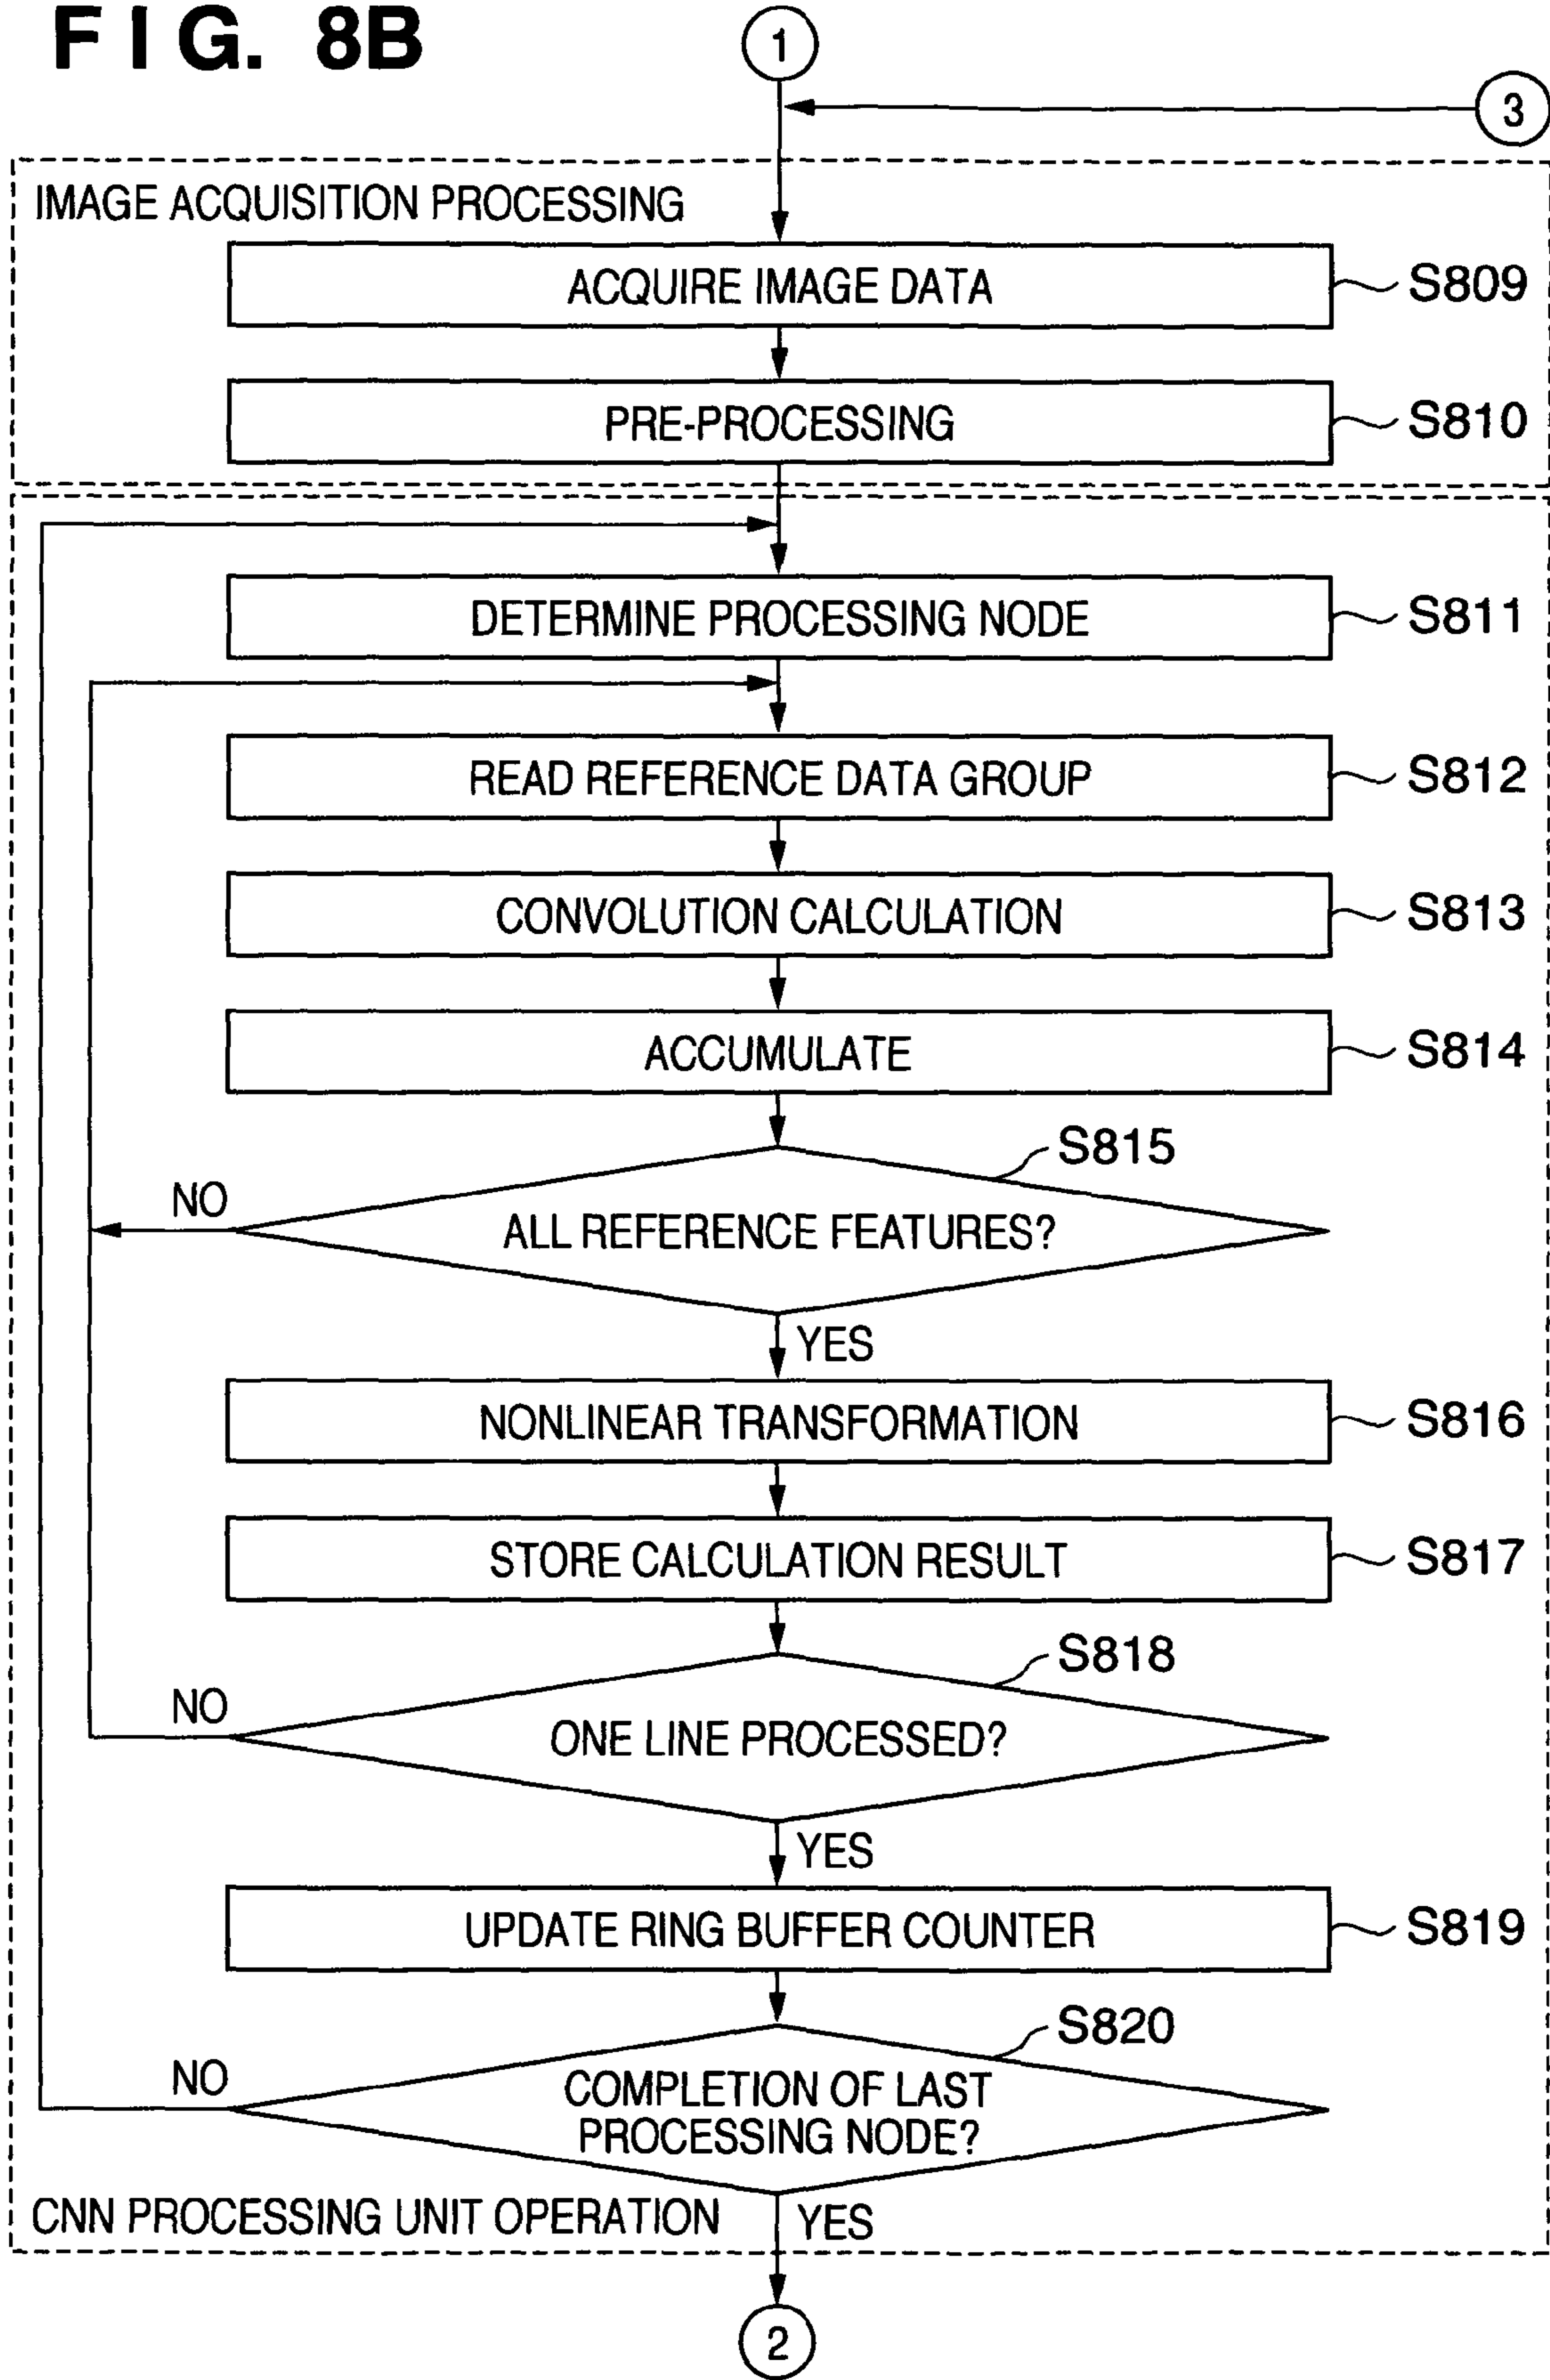 FIG. 8B
1
3
IMAGE ACQUISITION PROCESSING
ACQUIRE IMAGE DATA
S809
PRE-PROCESSING
S810
DETERMINE PROCESSING NODE
S811
READ REFERENCE DATA GROUP
S812
CONVOLUTION CALCULATION
S813
ACCUMULATE
S814
S815
NO
ALL REFERENCE FEATURES?
YES
NONLINEAR TRANSFORMATION
S816
STORE CALCULATION RESULT
S817
S818
NO
ONE LINE PROCESSED?
YES
UPDATE RING BUFFER COUNTER
S819
S820
NO
COMPLETION OF LAST
PROCESSING NODE?
CNN PROCESSING UNIT OPERATION
YES
2